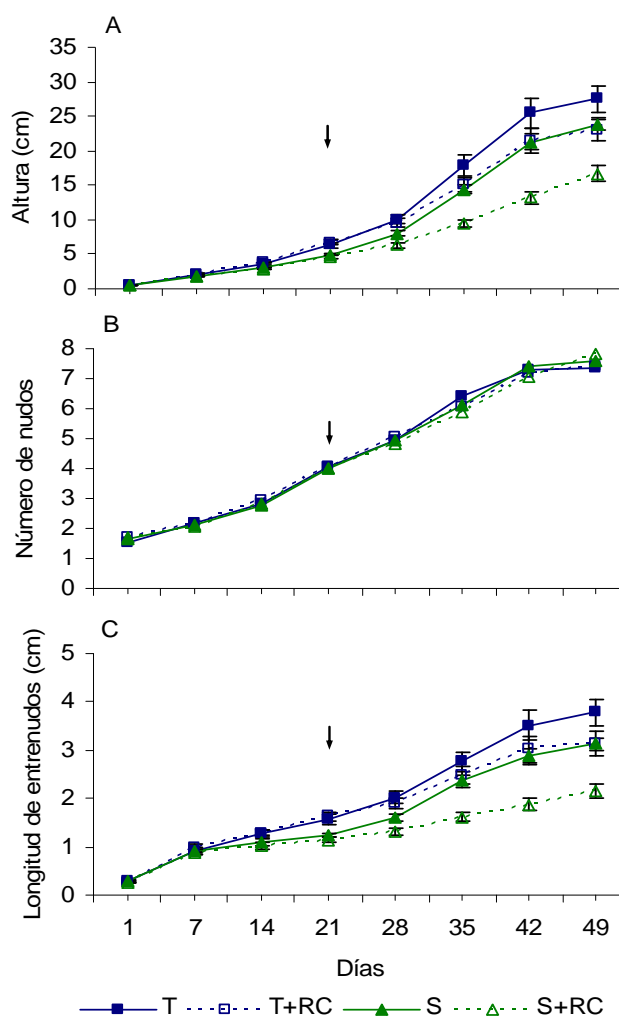 A
Altura (cm)
35
30
25
20
15
10
5
0
B
Número de nudos
8
7
6
5
4
3
2
1
0
C
Longitud de entrenudos (cm)
5
4
3
2
1
0
1 7 14 21 28 35 42 49
Días
T T+RC S S+RC